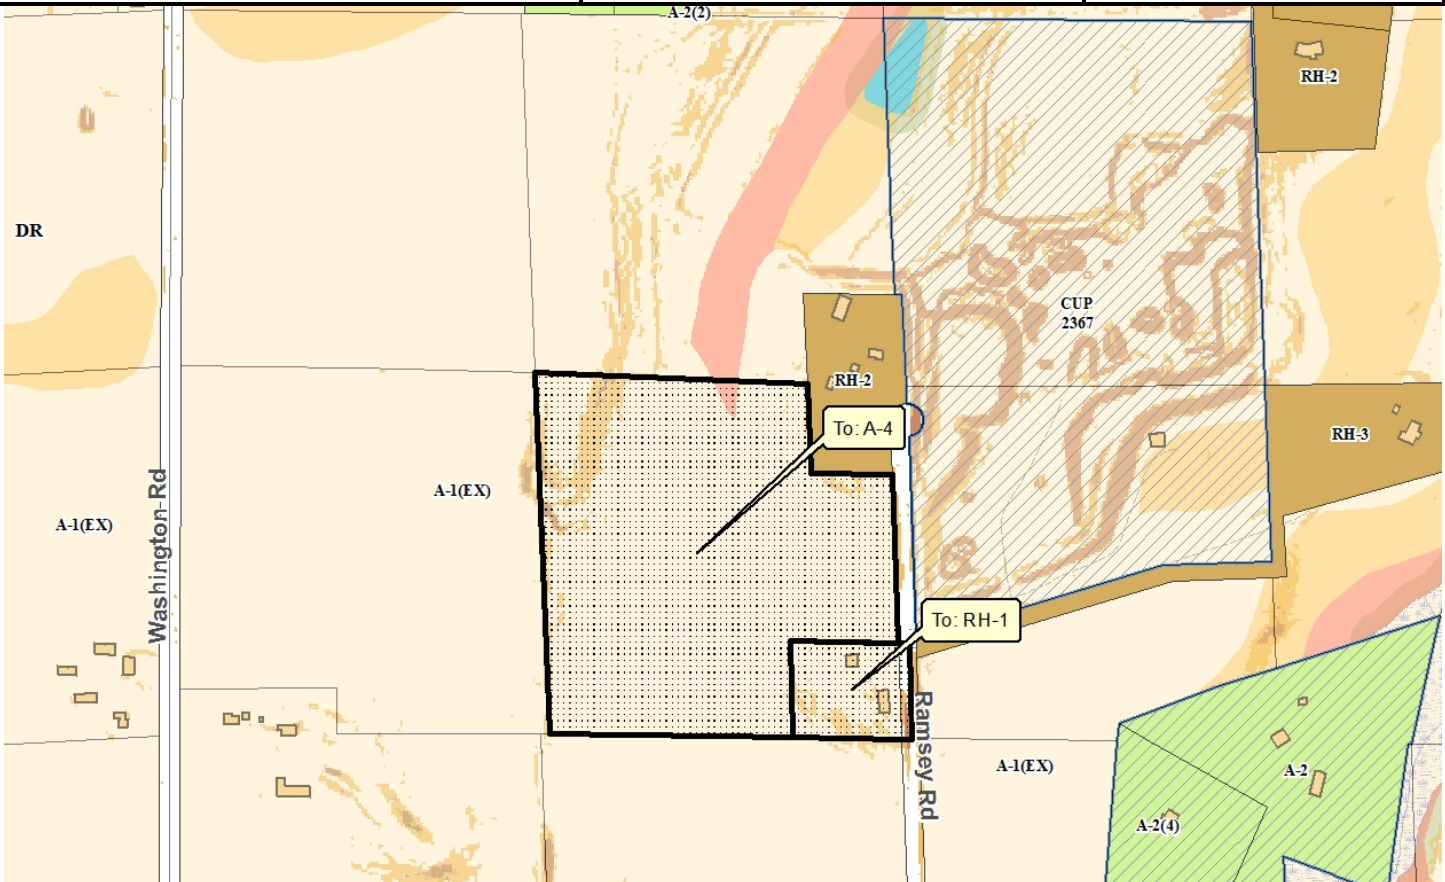 A-2(2)
RH-2
DR
CUP
2367
RH-2
To: A-4
RH-3
A-1(EX)
A-1(EX)
Washington Rd
To: RH-1
Ramsey Rd
A-1(EX)
A-2
A-2(4)